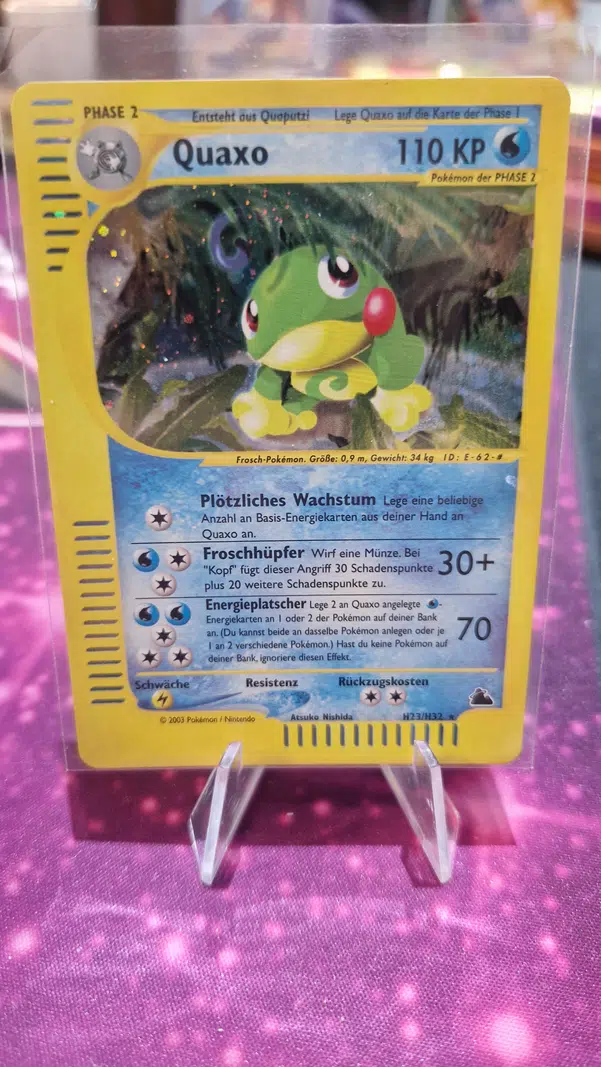 PHASE 2
Entsteht aus Quaputzi
Lege Quaxo auf die Karte der Phase 1
Quaxo
110 KP
Pokémon der PHASE 2
Frosch-Pokémon. Größe: 0,9 m, Gewicht: 34 kg ID: E-62-#
Plötzliches Wachstum Lege eine beliebige
Anzahl an Basis-Energiekarten aus deiner Hand an
Quaxo an.
Froschhüpfer Wirf eine Münze. Bei
"Kopf" fügt dieser Angriff 30 Schadenspunkte
plus 20 weitere Schadenspunkte zu.
30+
Energieplatscher Lege 2 an Quaxo angelegte -
Energiekarten an 1 oder 2 der Pokémon auf deiner Bank
an. (Du kannst beide an dasselbe Pokémon anlegen oder je
1 an 2 verschiedene Pokémon.) Hast du keine Pokémon auf
deiner Bank, ignoriere diesen Effekt.
70
Schwäche
Resistenz
Rückzugskosten
© 2003 Pokémon / Nintendo
Atsuko Nishida
H23/H32 ★